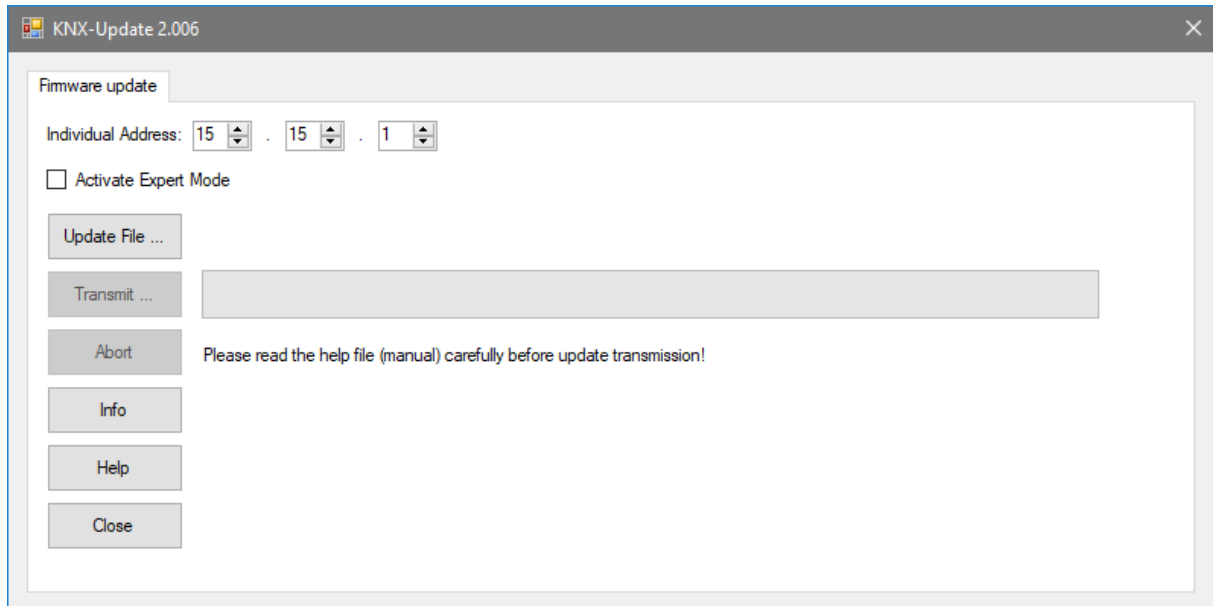 KNX-Update 2.006
Firmware update
Individual Address: 15 . 15 . 1
Activate Expert Mode
Update File ...
Transmit ...
Abort
Please read the help file (manual) carefully before update transmission!
Info
Help
Close